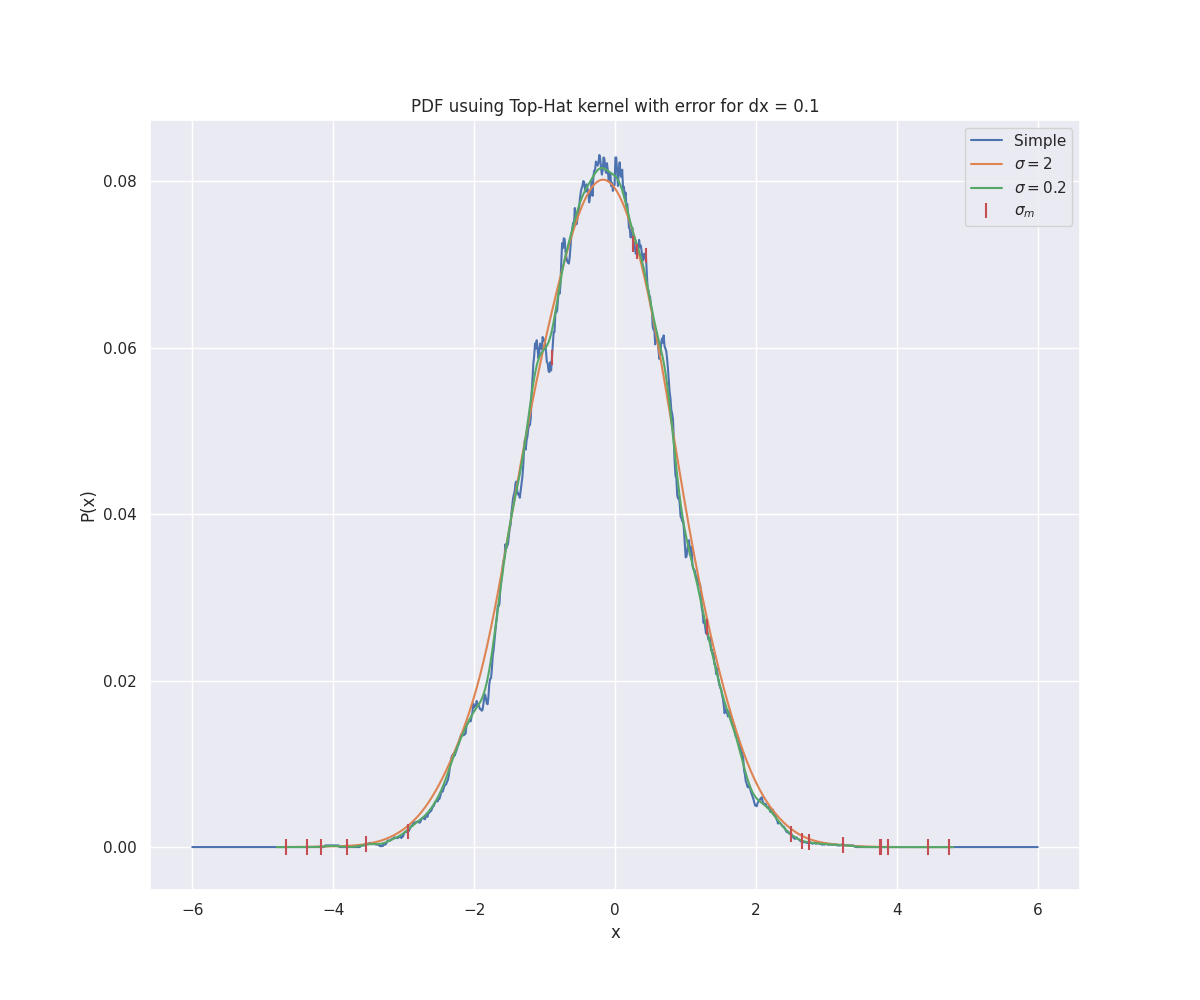 PDF usuing Top-Hat kernel with error for dx = 0.1
Simple
σ = 2
σ = 0.2
σ_m
P(x)
0.08
0.06
0.04
0.02
0.00
−6 −4 −2 0 2 4 6
x